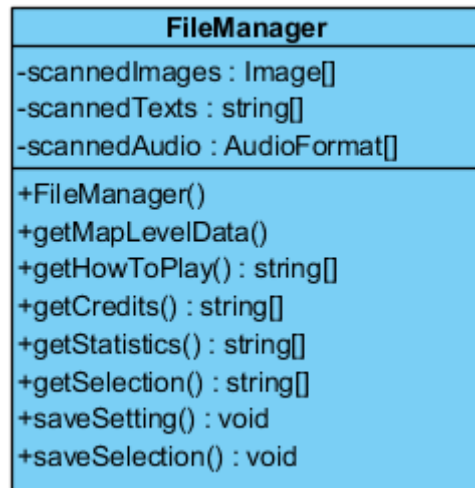 FileManager
-scannedImages : Image[]
-scannedTexts : string[]
-scannedAudio : AudioFormat[]
+FileManager()
+getMapLevelData()
+getHowToPlay() : string[]
+getCredits() : string[]
+getStatistics() : string[]
+getSelection() : string[]
+saveSetting() : void
+saveSelection() : void